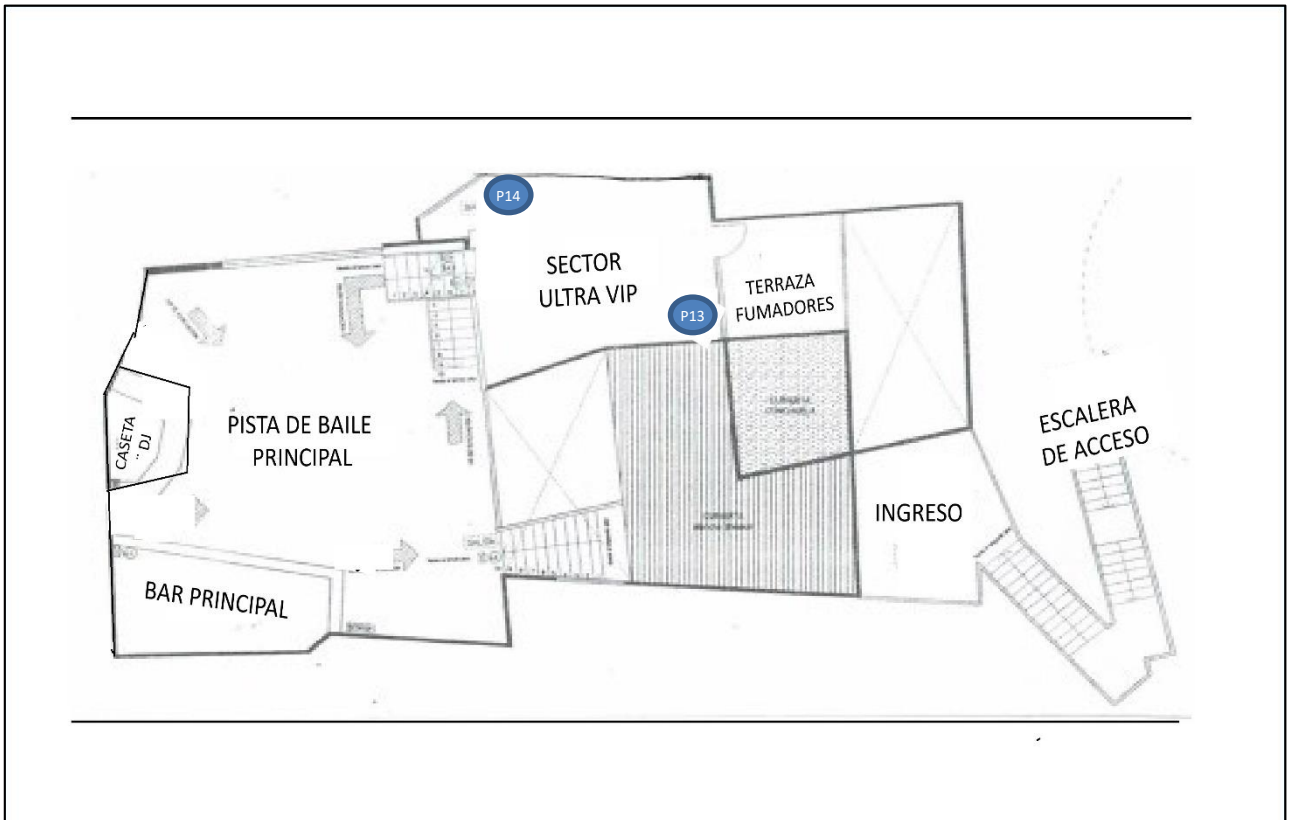 P14
SECTOR
ULTRA VIP
TERRAZA
FUMADORES
P13
PISTA DE BAILE
PRINCIPAL
CASETA
DJ
ESCALERA
DE ACCESO
INGRESO
BAR PRINCIPAL
SALIDA